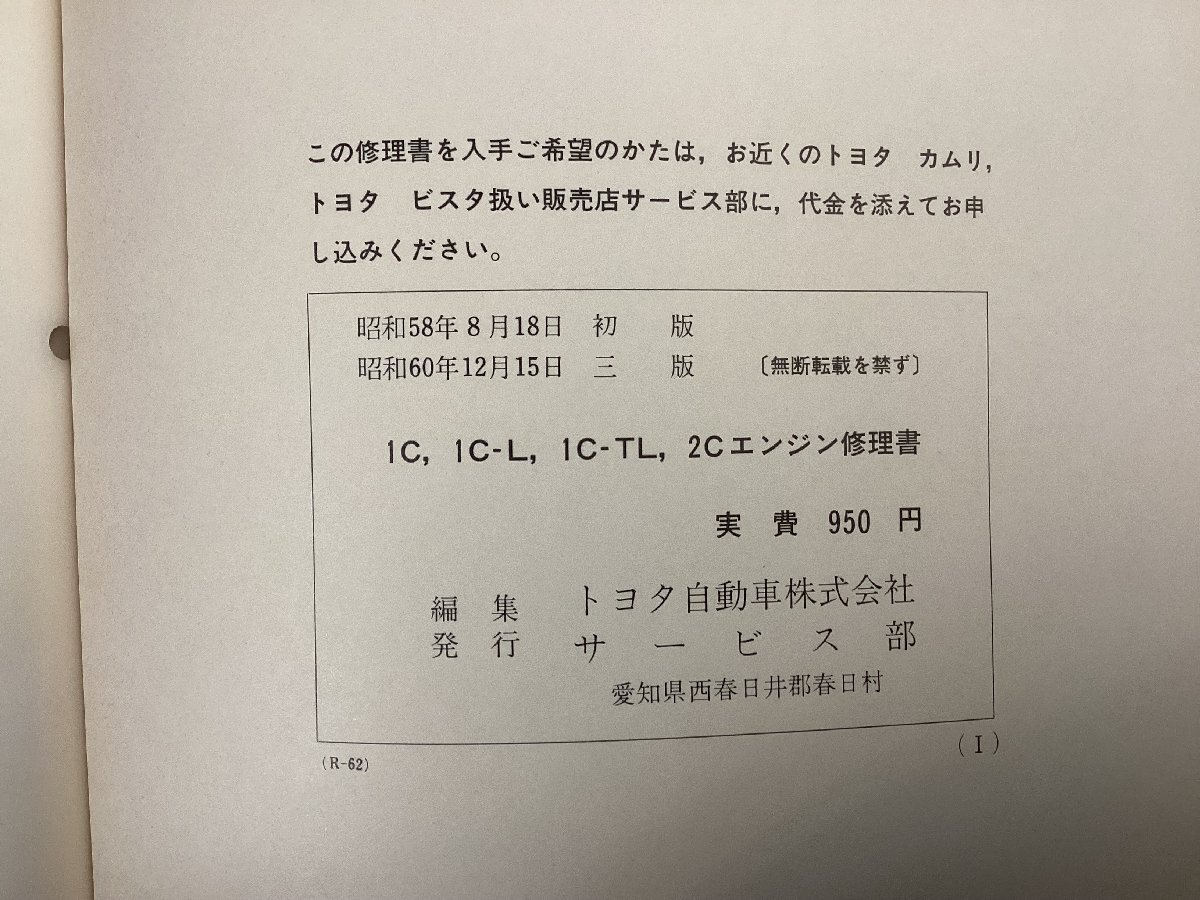 この修理書を入手ご希望のかたは，お近くのトヨタ　カムリ，
トヨタ　ビスタ扱い販売店サービス部に，代金を添えてお申
し込みください。
昭和58年 8 月18日　初　　版
昭和60年12月15日　三　　版　〔無断転載を禁ず〕
1C，1C-L，1C-TL，2Cエンジン修理書
実　費　950　円
編　集　トヨタ自動車株式会社
発　行　サ　ー　ビ　ス　部
愛知県西春日井郡春日村
(R-62)
(Ｉ)